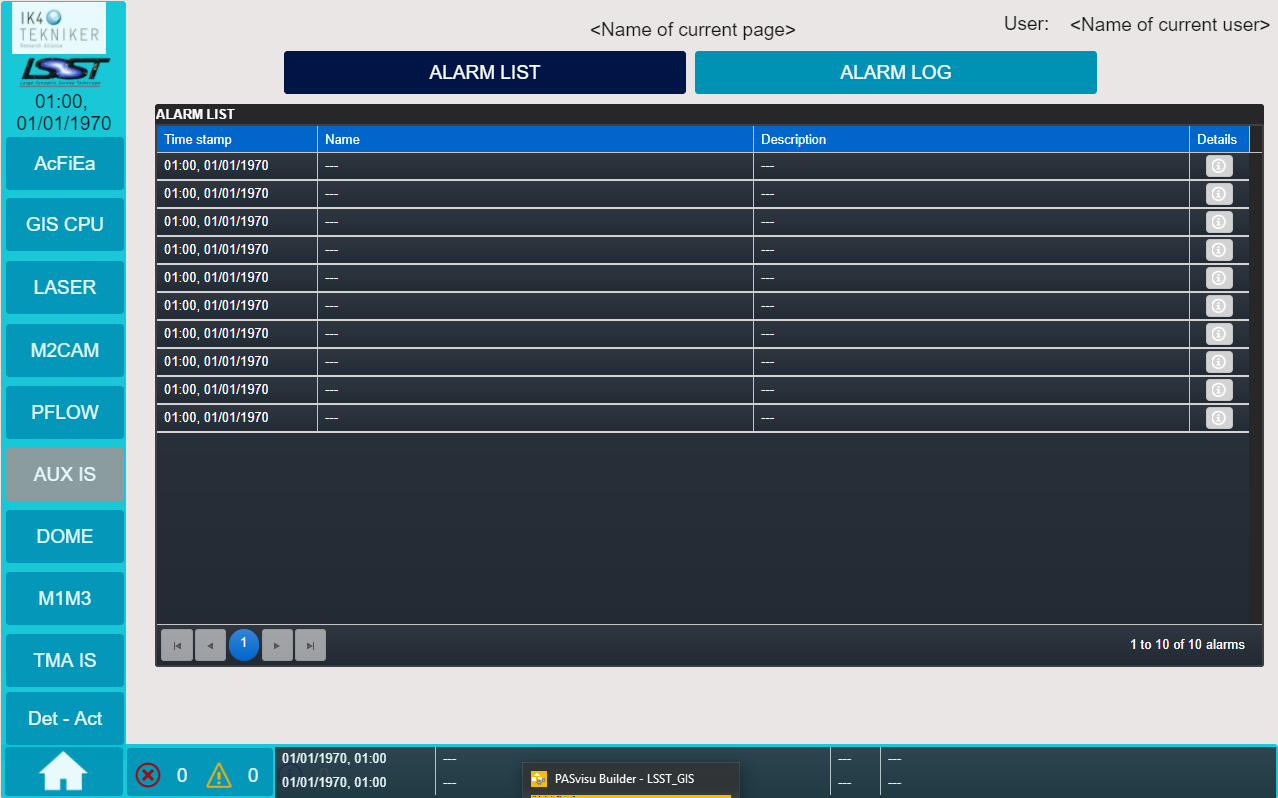 IK4
TEKNIKER
Research Alliance
LSST
Large Synoptic Survey Telescope
01:00,
01/01/1970
<Name of current page>
User: <Name of current user>
ALARM LIST
ALARM LOG
AcFiEa
GIS CPU
LASER
M2CAM
PFLOW
AUX IS
DOME
M1M3
TMA IS
Det - Act
ALARM LIST
Time stamp Name Description Details
01:00, 01/01/1970 --- ---
01:00, 01/01/1970 --- ---
01:00, 01/01/1970 --- ---
01:00, 01/01/1970 --- ---
01:00, 01/01/1970 --- ---
01:00, 01/01/1970 --- ---
01:00, 01/01/1970 --- ---
01:00, 01/01/1970 --- ---
01:00, 01/01/1970 --- ---
01:00, 01/01/1970 --- ---
1
1 to 10 of 10 alarms
0 0
01/01/1970, 01:00 --- --- ---
01/01/1970, 01:00 --- --- ---
PASvisu Builder - LSST_GIS